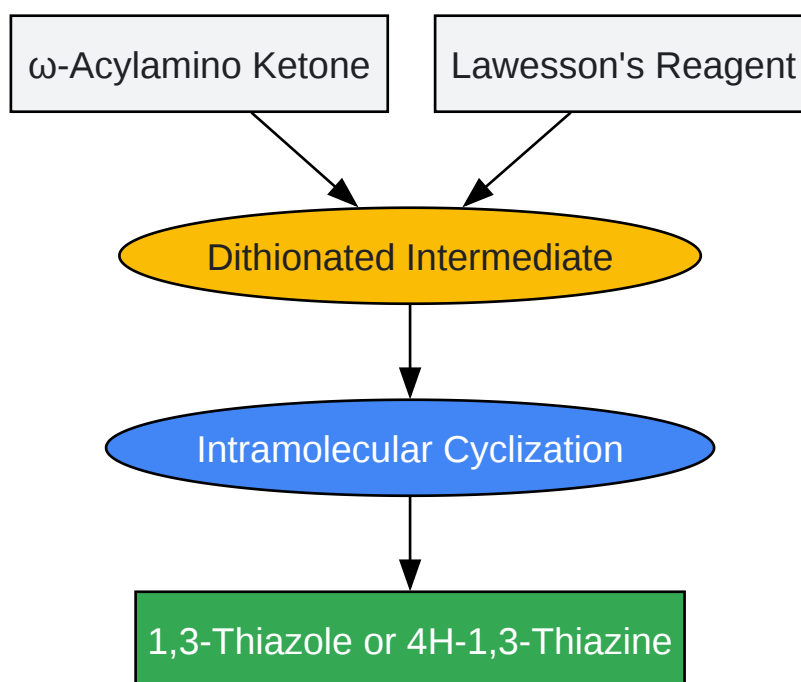 ω-Acylamino Ketone
Lawesson's Reagent
Dithionated Intermediate
Intramolecular Cyclization
1,3-Thiazole or 4H-1,3-Thiazine